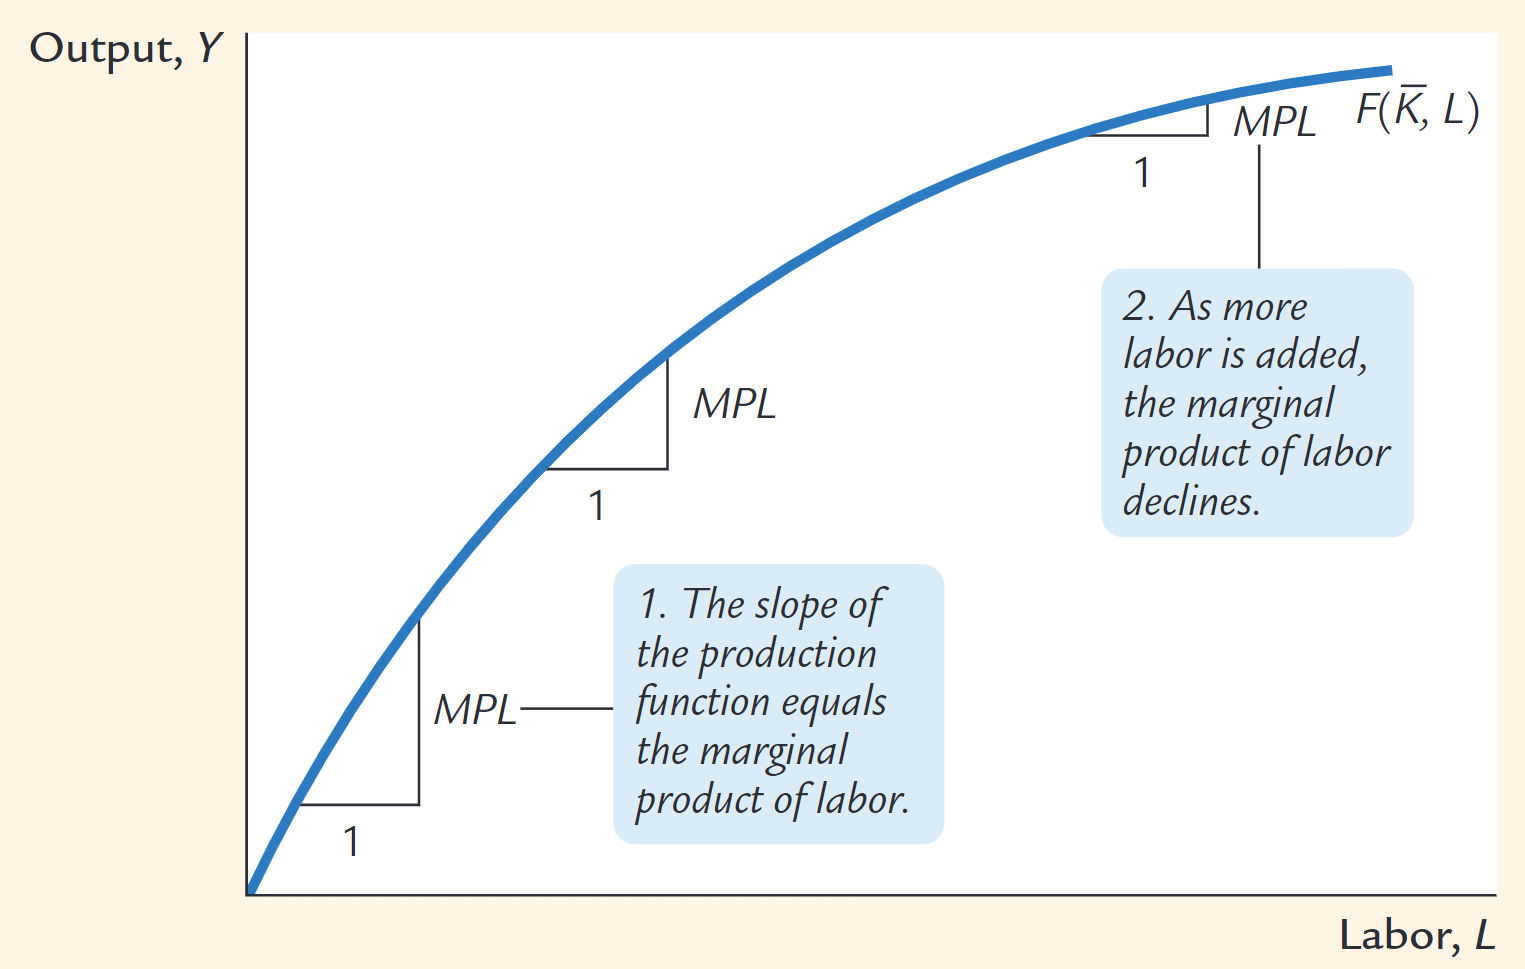 Output, Y
F(K̅, L)
MPL
1
2. As more
labor is added,
the marginal
product of labor
declines.
MPL
1
1. The slope of
the production
function equals
the marginal
product of labor.
MPL
1
Labor, L